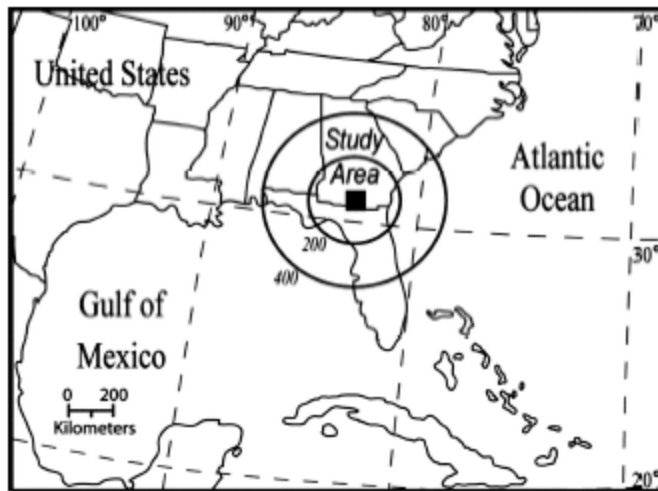 100°
90°
80°
70°
United States
Study
Area
Atlantic
Ocean
200
30°
400
Gulf of
Mexico
0 200
Kilometers
20°